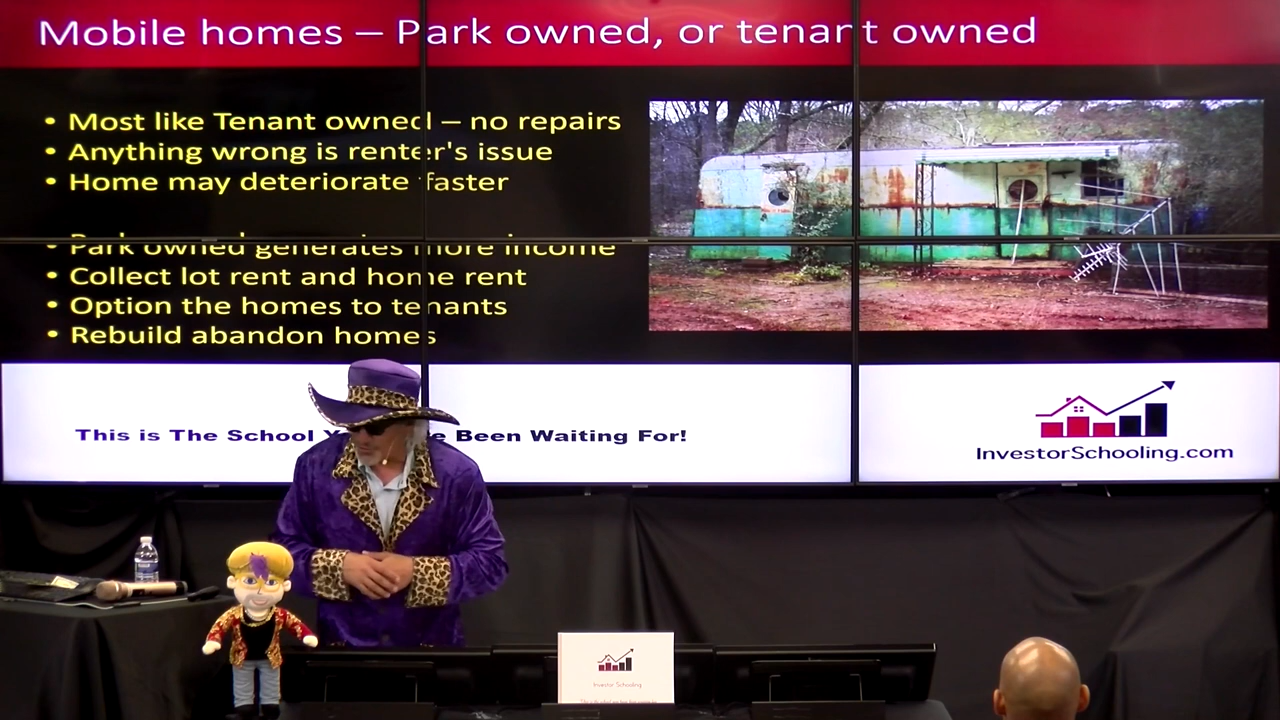 Mobile homes – Park owned, or tenant owned
• Most like Tenant owned – no repairs
• Anything wrong is renter's issue
• Home may deteriorate faster
• Park owned generates more income
• Collect lot rent and home rent
• Option the homes to tenants
• Rebuild abandon homes
This is The School Been Waiting For!
InvestorSchooling.com
Investor Schooling